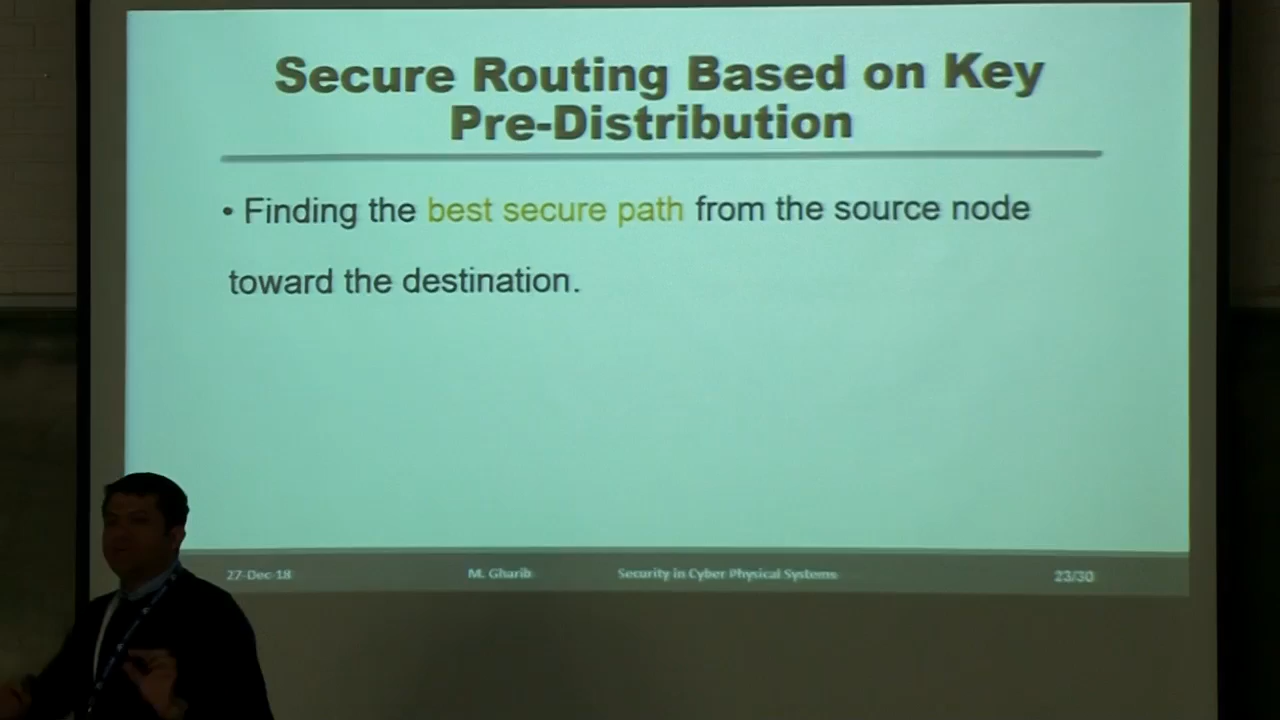 Secure Routing Based on Key
Pre-Distribution
• Finding the best secure path from the source node
toward the destination.
27-Dec-18 M. Gharib Security in Cyber Physical Systems 23/30